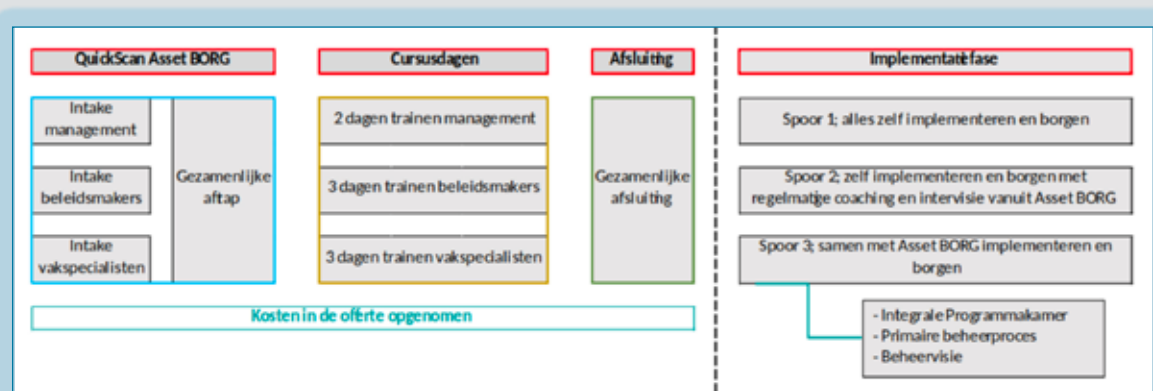 QuickScan Asset BORG
Intake
management
Intake
beleidsmakers
Intake
vakspecialisten
Gezamenlijke
aftap
Cursusdagen
2 dagen trainen management
3 dagen trainen beleidsmakers
3 dagen trainen vakspecialisten
Afsluiting
Gezamenlijke
afsluiting
Kosten in de offerte opgenomen
Implementatiefase
Spoor 1; alles zelf implementeren en borgen
Spoor 2; zelf implementeren en borgen met
regelmatige coaching en intervisie vanuit Asset BORG
Spoor 3; samen met Asset BORG implementeren en
borgen
- Integrale Programmakamer
- Primaire beheerproces
- Beheervisie